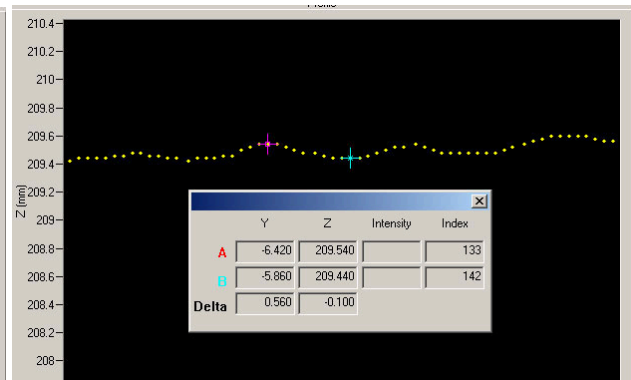 Profile
210.4
210.2
210
209.8
209.6
209.4
209.2
209
208.8
208.6
208.4
208.2
208
Z (mm)
Y Z Intensity Index
A -6.420 209.540 133
B -5.860 209.440 142
Delta 0.560 -0.100